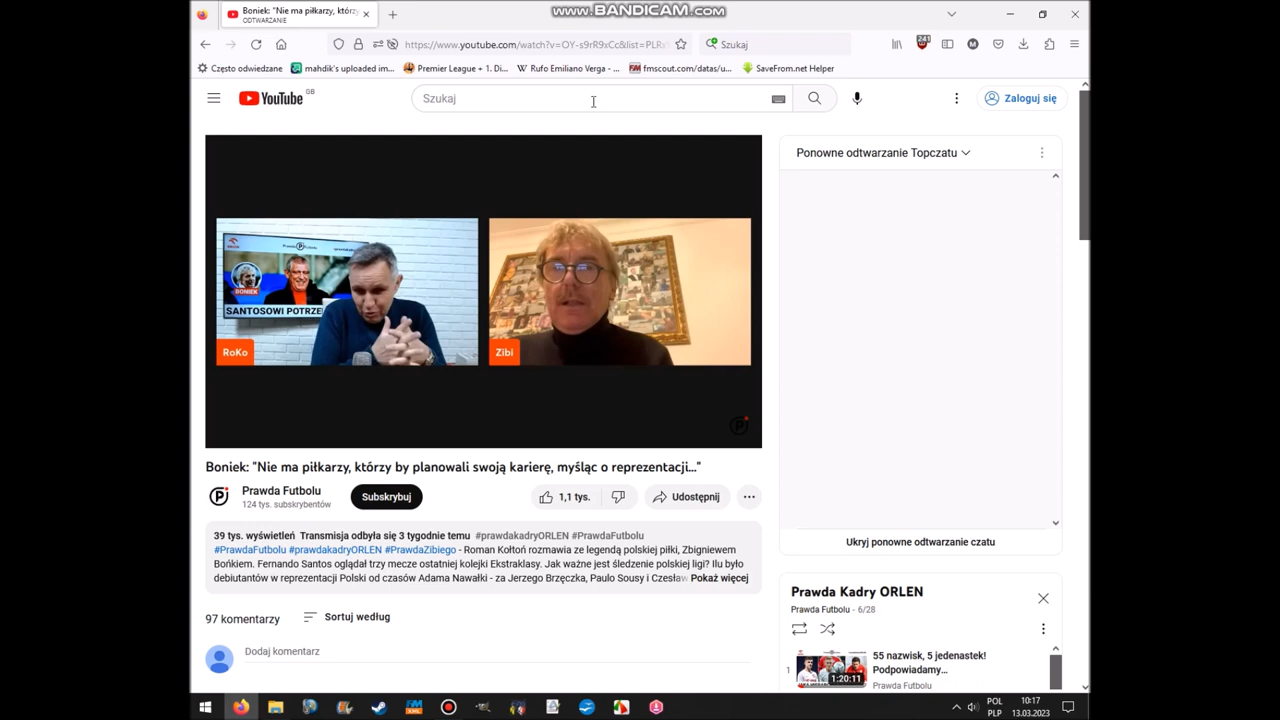 www.BANDICAM.com
Boniek: "Nie ma piłkarzy, którzy
ODTWARZANIE
https://www.youtube.com/watch?v=OY-s9rR9xCc&list=PLR
Szukaj
241
Często odwiedzane
mahdik's uploaded im...
Premier League + 1. Di...
Rufo Emiliano Verga - ...
fmscout.com/datas/u...
SaveFrom.net Helper
YouTube GB
Szukaj
Zaloguj się
Ponowne odtwarzanie Topczatu
BONIEK
SANTOSOWI POTRZE
RoKo
Zibi
Boniek: "Nie ma piłkarzy, którzy by planowali swoją karierę, myśląc o reprezentacji..."
Prawda Futbolu
124 tys. subskrybentów
Subskrybuj
1,1 tys.
Udostępnij
39 tys. wyświetleń Transmisja odbyła się 3 tygodnie temu #prawdakadryORLEN #PrawdaFutbolu
#PrawdaFutbolu #prawdakadryORLEN #PrawdaZibiego - Roman Kołtoń rozmawia ze legendą polskiej piłki, Zbigniewem
Bońkiem. Fernando Santos oglądał trzy mecze ostatniej kolejki Ekstraklasy. Jak ważne jest śledzenie polskiej ligi? Ilu było
debiutantów w reprezentacji Polski od czasów Adama Nawałki - za Jerzego Brzęczka, Paulo Sousy i Czesław Pokaż więcej
97 komentarzy
Sortuj według
Dodaj komentarz
Ukryj ponowne odtwarzanie czatu
Prawda Kadry ORLEN
Prawda Futbolu - 6/28
1
1:20:11
55 nazwisk, 5 jedenastek!
Podpowiadamy...
Prawda Futbolu
POL
PLP
10:17
13.03.2023